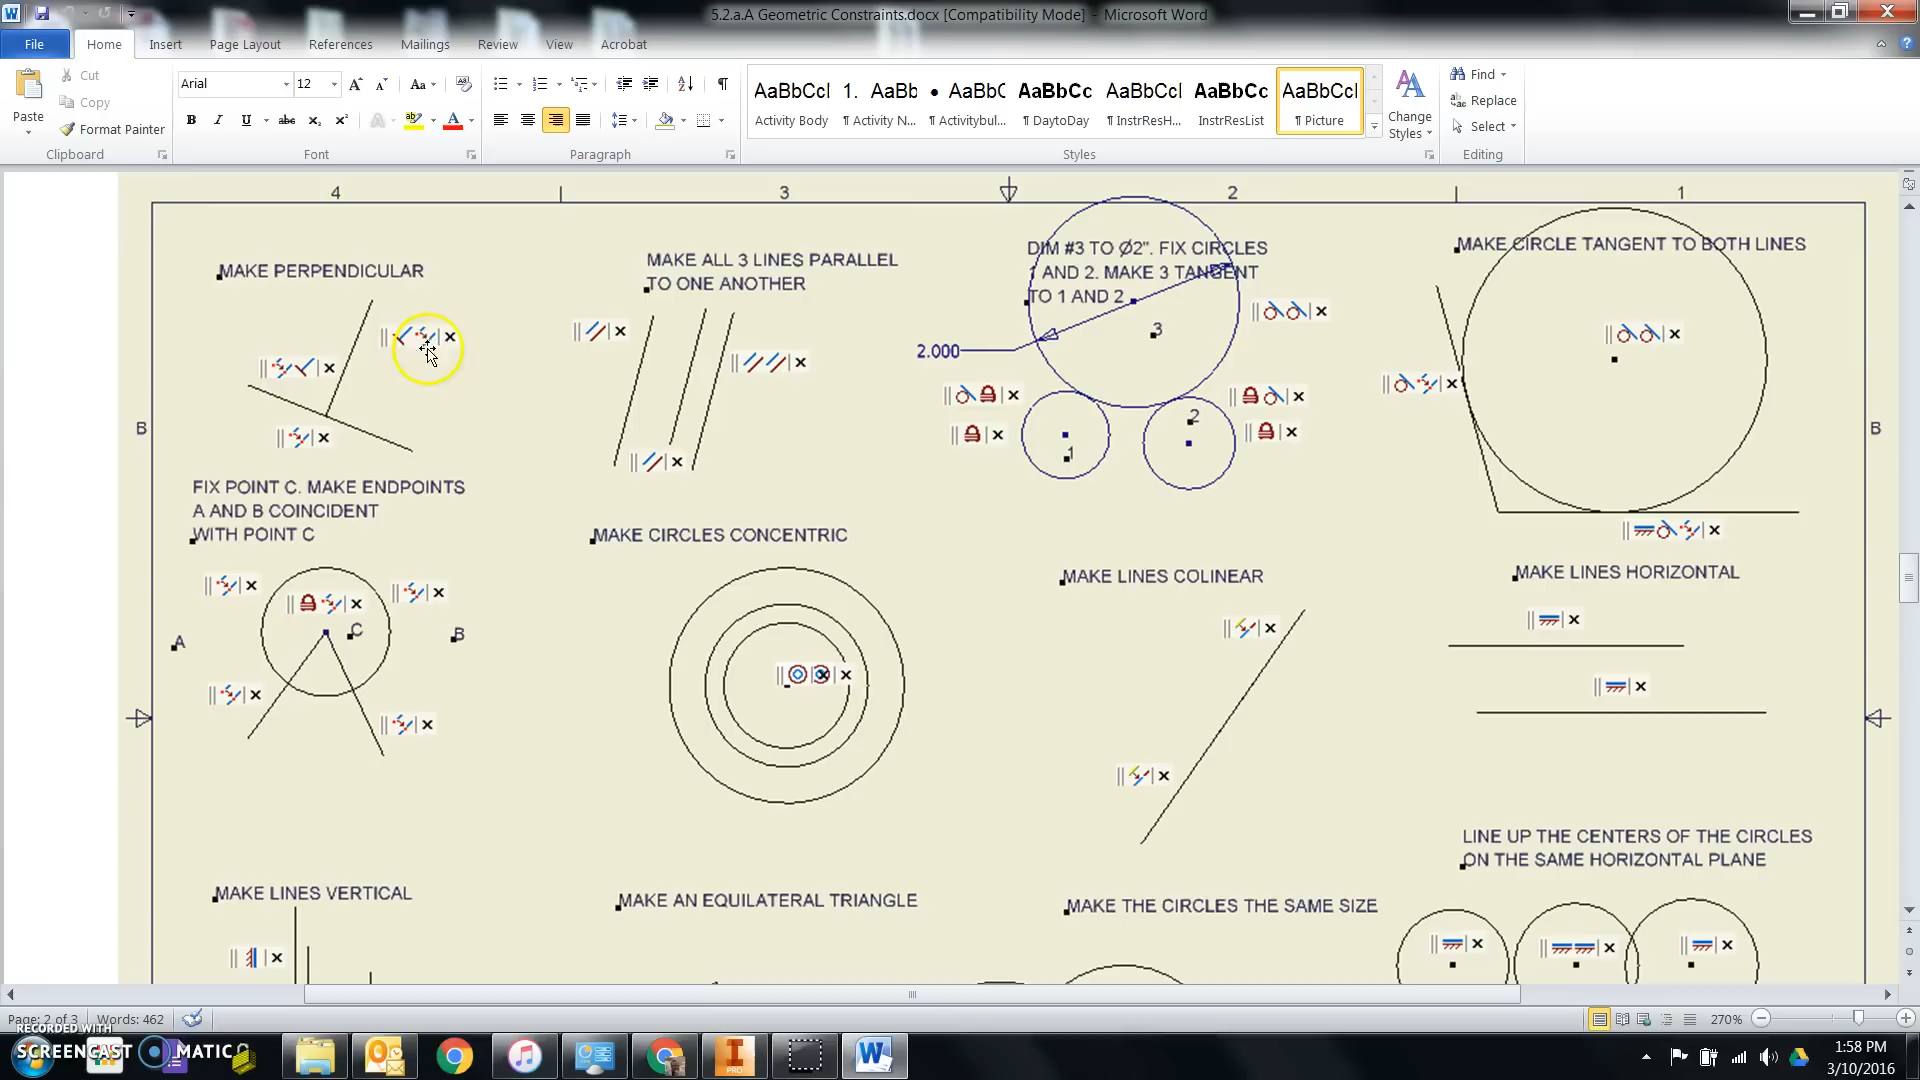 5.2.a.A Geometric Constraints.docx [Compatibility Mode] - Microsoft Word
File Home Insert Page Layout References Mailings Review View Acrobat
Paste
Cut
Copy
Format Painter
Clipboard
Arial 12
Aa
B I U abc x₂ x² A ab A
Font
Paragraph
AaBbCcI 1. AaBb • AaBbC AaBbCc AaBbCcI AaBbCc AaBbCcI
Activity Body ¶ Activity N... ¶ Activitybul... ¶ DaytoDay ¶ InstrResH... InstrResList ¶ Picture
Styles
Change
Styles
Find
Replace
Select
Editing
4 3 2 1
MAKE PERPENDICULAR
MAKE ALL 3 LINES PARALLEL
TO ONE ANOTHER
DIM #3 TO Ø2". FIX CIRCLES
1 AND 2. MAKE 3 TANGENT
TO 1 AND 2
MAKE CIRCLE TANGENT TO BOTH LINES
3
2.000
2
1
B B
FIX POINT C. MAKE ENDPOINTS
A AND B COINCIDENT
WITH POINT C
MAKE CIRCLES CONCENTRIC
MAKE LINES COLINEAR
MAKE LINES HORIZONTAL
A C B
LINE UP THE CENTERS OF THE CIRCLES
ON THE SAME HORIZONTAL PLANE
MAKE LINES VERTICAL
MAKE AN EQUILATERAL TRIANGLE
MAKE THE CIRCLES THE SAME SIZE
Page: 2 of 3 Words: 462
270%
RECORDED WITH
SCREENCAST MATIC
PRO
1:58 PM
3/10/2016